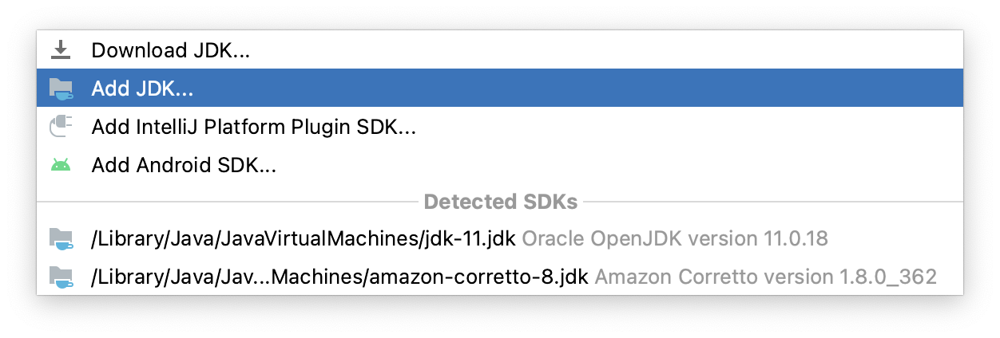 Download JDK...
Add JDK...
Add IntelliJ Platform Plugin SDK...
Add Android SDK...
Detected SDKs
/Library/Java/JavaVirtualMachines/jdk-11.jdk Oracle OpenJDK version 11.0.18
/Library/Java/Jav...Machines/amazon-corretto-8.jdk Amazon Corretto version 1.8.0_362